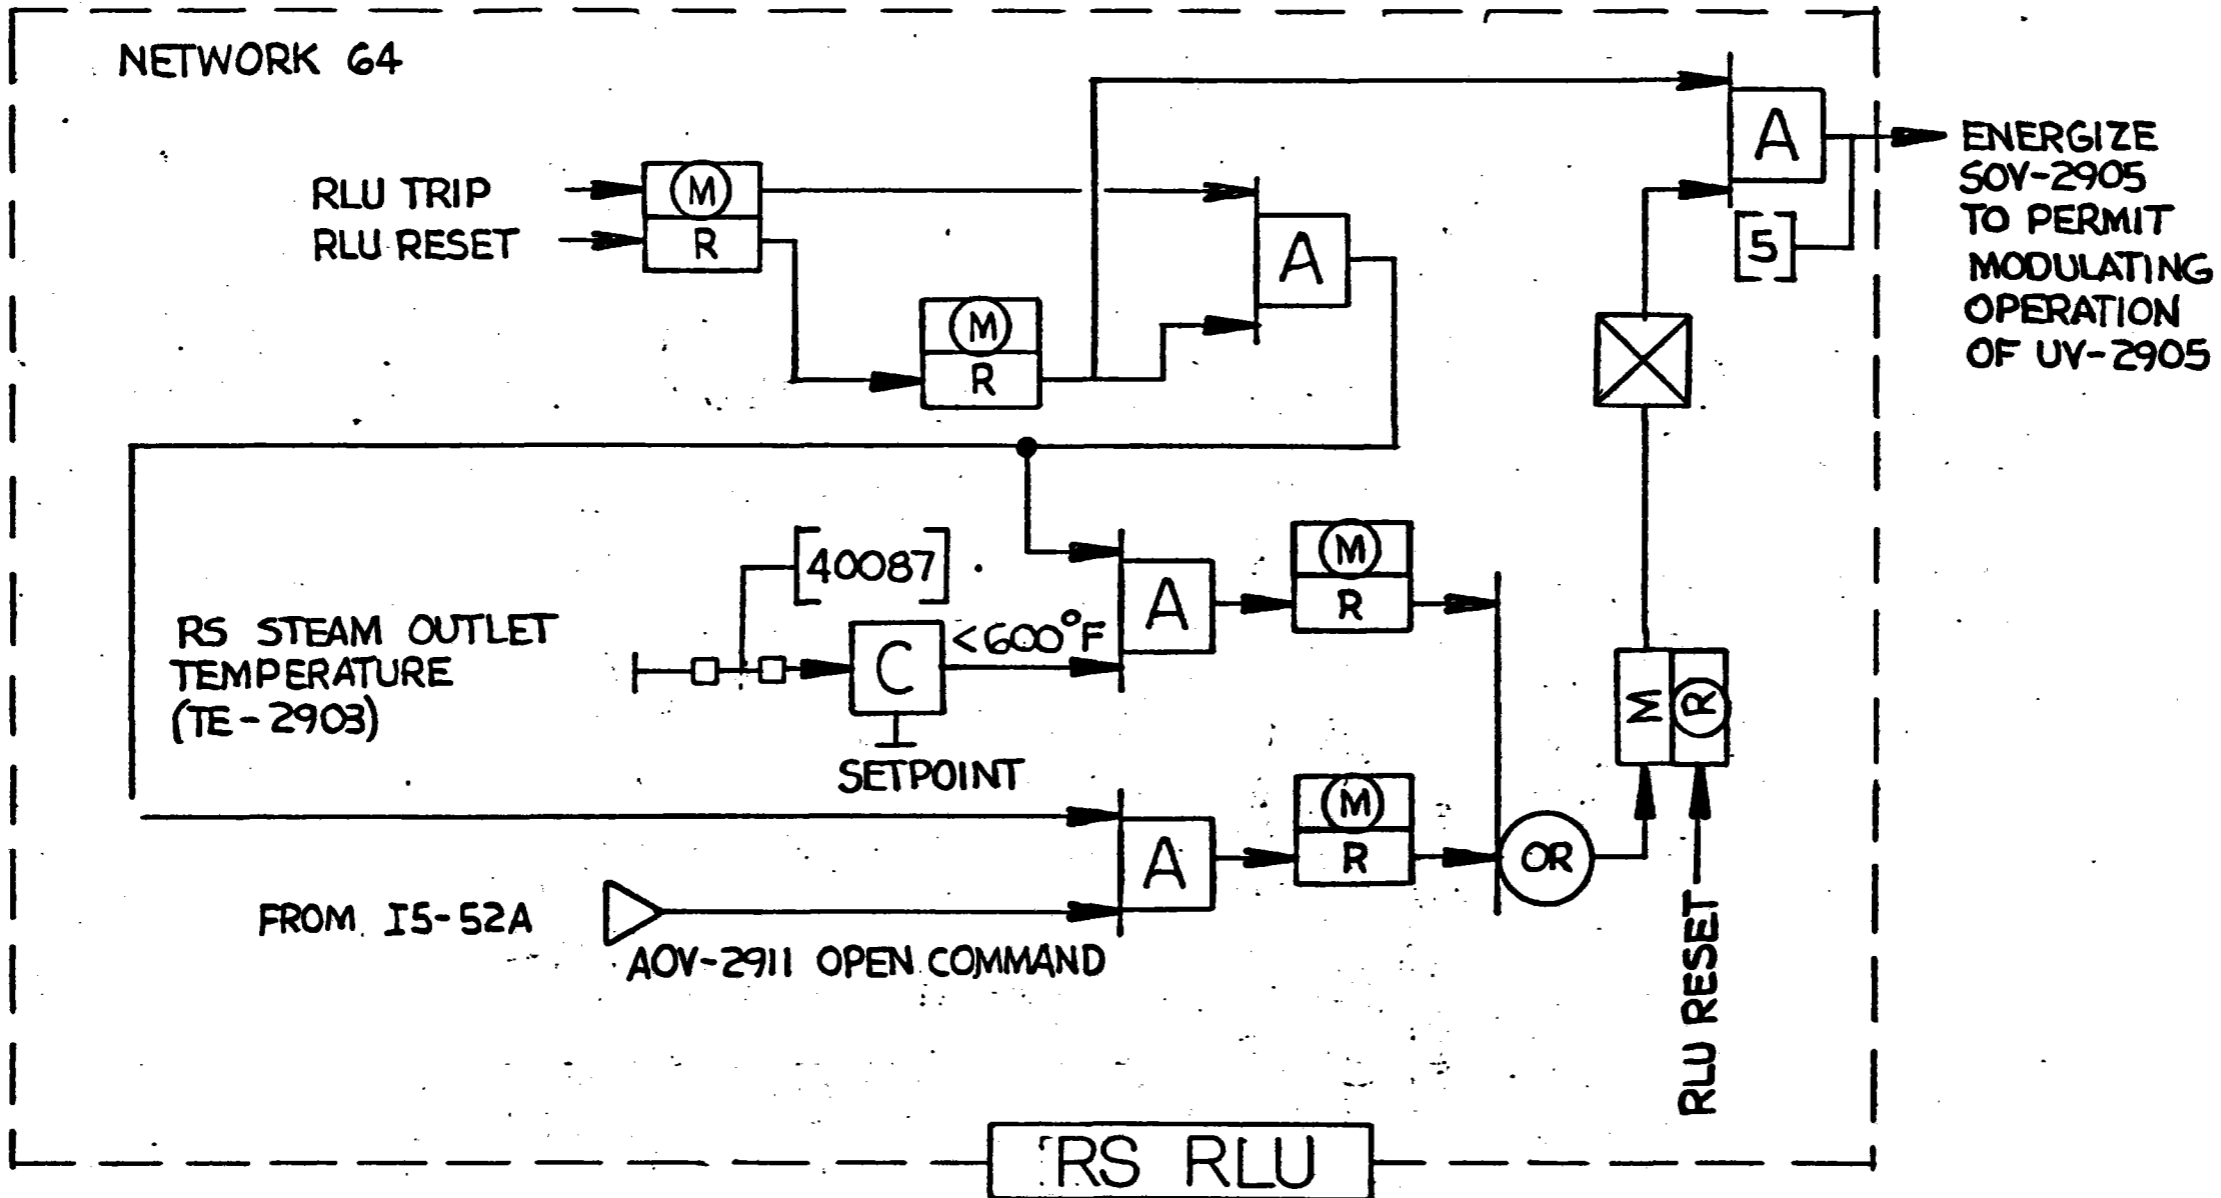 NETWORK 64
RLU TRIP
RLU RESET
M
R
M
R
A
A
[5]
ENERGIZE
SOV-2905
TO PERMIT
MODULATING
OPERATION
OF UV-2905
[40087]
RS STEAM OUTLET
TEMPERATURE
(TE-2903)
C
<600°F
SETPOINT
A
M
R
A
M
R
OR
M
R
RLU RESET
FROM I5-52A
AOV-2911 OPEN COMMAND
RS RLU